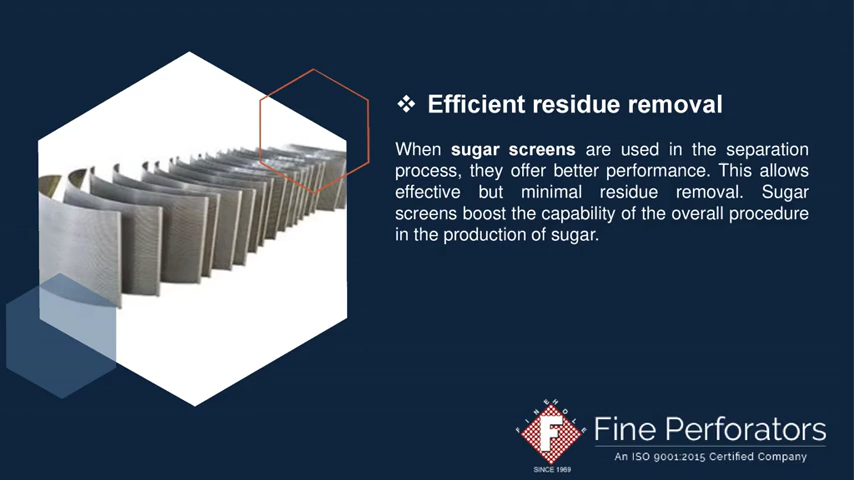 ❖ Efficient residue removal
When sugar screens are used in the separation
process, they offer better performance. This allows
effective but minimal residue removal. Sugar
screens boost the capability of the overall procedure
in the production of sugar.
FINEHOLE
F
SINCE 1969
Fine Perforators
An ISO 9001:2015 Certified Company